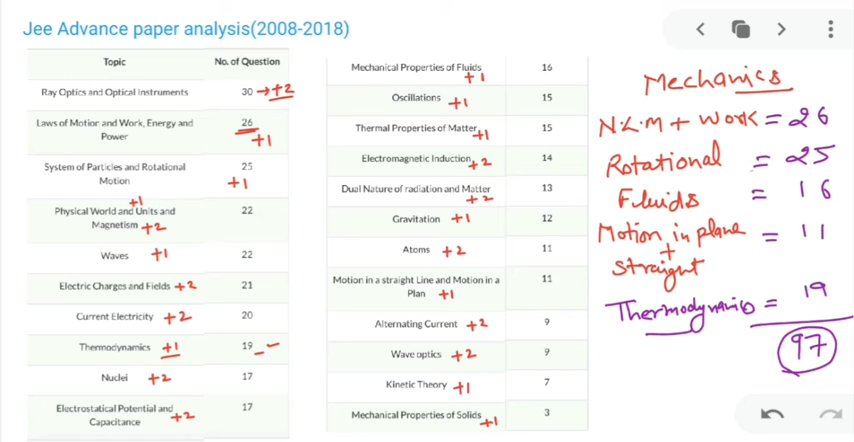 Jee Advance paper analysis(2008-2018)
Topic No. of Question
Ray Optics and Optical Instruments 30 →+2
Laws of Motion and Work, Energy and 26
Power +1
System of Particles and Rotational 25
Motion +1
+1
Physical World and Units and 22
Magnetism +2
Waves +1 22
Electric Charges and Fields +2 21
Current Electricity +2 20
Thermodynamics +1 19
Nuclei +2 17
Electrostatical Potential and 17
Capacitance +2
Mechanical Properties of Fluids 16
+1
Oscillations +1 15
Thermal Properties of Matter +1 15
Electromagnetic Induction +2 14
Dual Nature of radiation and Matter 13
+2
Gravitation +1 12
Atoms +2 11
Motion in a straight Line and Motion in a 11
Plan +1
Alternating Current +2 9
Wave optics +2 9
Kinetic Theory +1 7
Mechanical Properties of Solids +1 3
Mechanics
N.L.M + Work = 26
Rotational = 25
Fluids = 16
Motion in plane = 11
+
Straight
Thermodynamics = 19
97